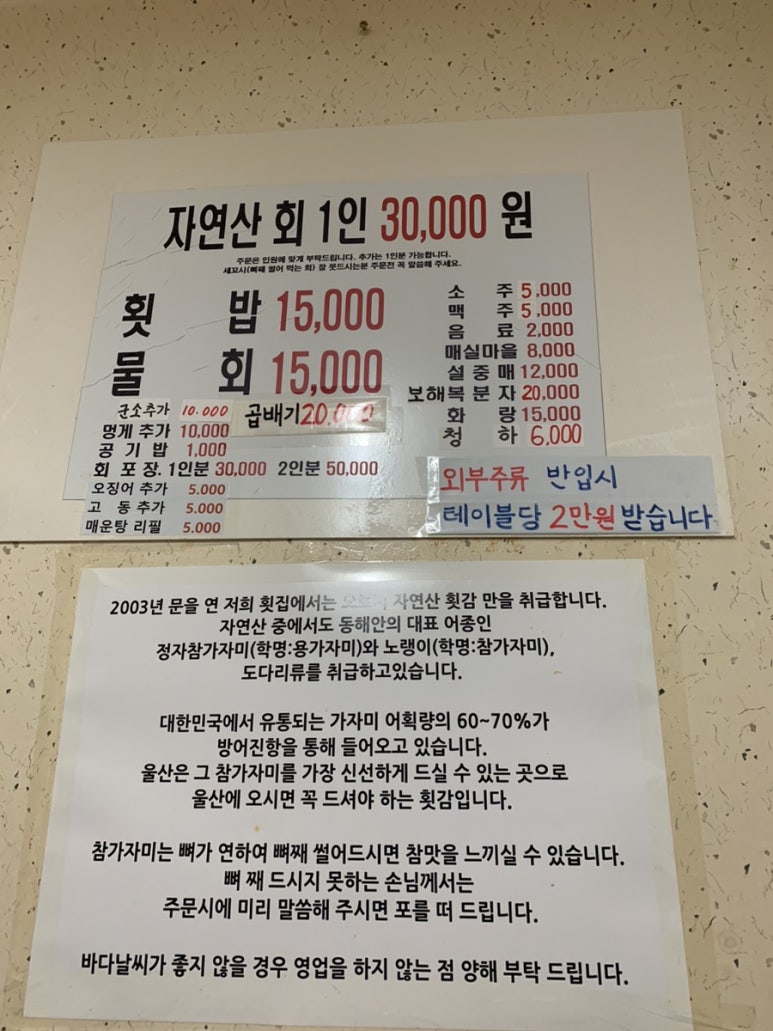 자연산 회 1인 30,000 원
주문은 인원에 맞게 부탁드립니다. 추가는 1인분 가능합니다.
세꼬시(뼈째 썰어 먹는 회) 잘 못드시는분 주문전 꼭 말씀해 주세요.
횟 밥 15,000
물 회 15,000
군소추가 10.000
곱배기 20,000
멍게 추가 10,000
공 기 밥 1,000
회 포 장. 1인분 30,000 2인분 50,000
오징어 추가 5.000
고 동 추가 5.000
매운탕 리필 5.000
소 주 5,000
맥 주 5,000
음 료 2,000
매실마을 8,000
설 중 매 12,000
보해복분자 20,000
화 랑 15,000
청 하 6,000
외부주류 반입시
테이블당 2만원 받습니다
2003년 문을 연 저희 횟집에서는 자연산 횟감 만을 취급합니다.
자연산 중에서도 동해안의 대표 어종인
정자참가자미(학명:용가자미)와 노랭이(학명:참가자미),
도다리류를 취급하고있습니다.
대한민국에서 유통되는 가자미 어획량의 60~70%가
방어진항을 통해 들어오고 있습니다.
울산은 그 참가자미를 가장 신선하게 드실 수 있는 곳으로
울산에 오시면 꼭 드셔야 하는 횟감입니다.
참가자미는 뼈가 연하여 뼈째 썰어드시면 참맛을 느끼실 수 있습니다.
뼈 째 드시지 못하는 손님께서는
주문시에 미리 말씀해 주시면 포를 떠 드립니다.
바다날씨가 좋지 않을 경우 영업을 하지 않는 점 양해 부탁 드립니다.